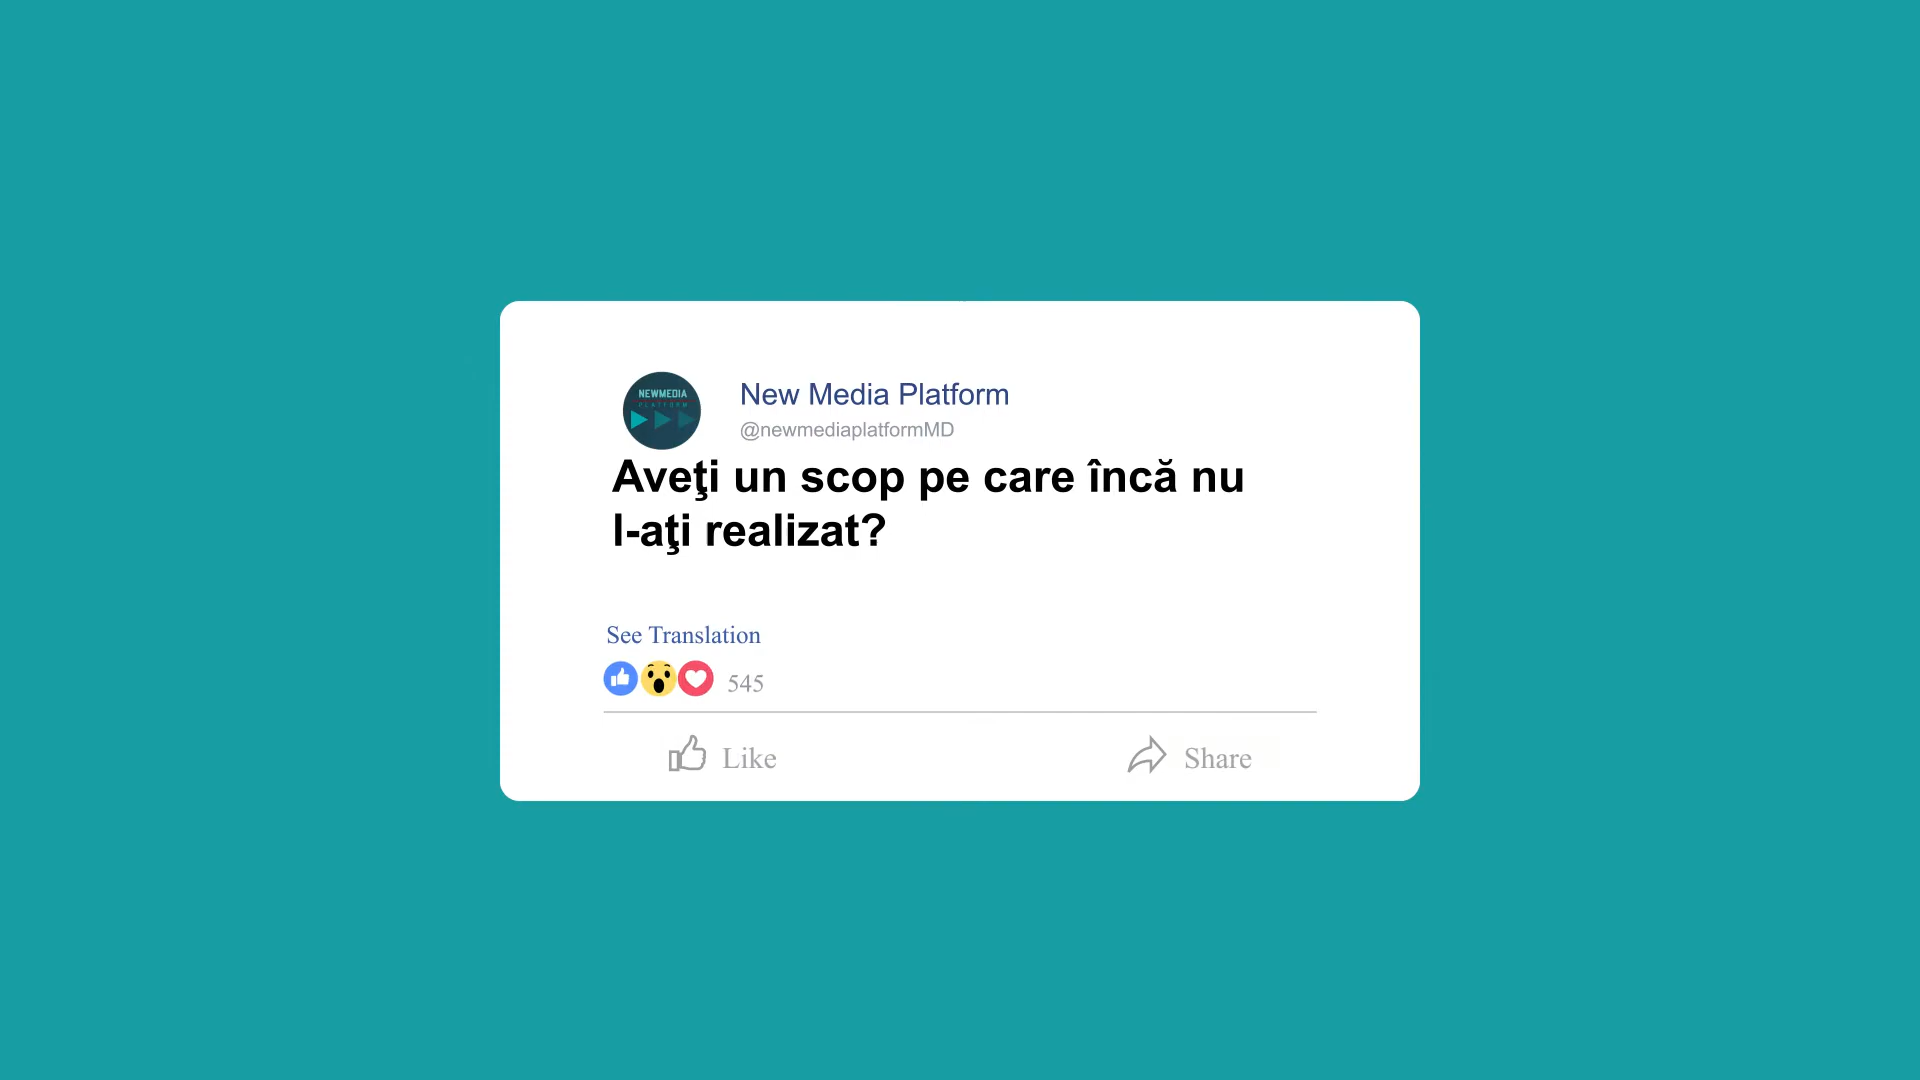 NEWMEDIA
PLATFORM
New Media Platform
@newmediaplatformMD
Aveţi un scop pe care încă nu
l-aţi realizat?
See Translation
545
Like
Share